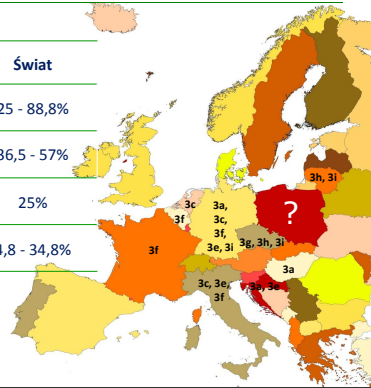 Świat
25 - 88,8%
36,5 - 57%
25%
4,8 - 34,8%
3c
3f
3a,
3c,
3f,
3e, 3i
3h, 3i
?
3g, 3h, 3i
3f
3a
3c, 3e,
3f
3a, 3e